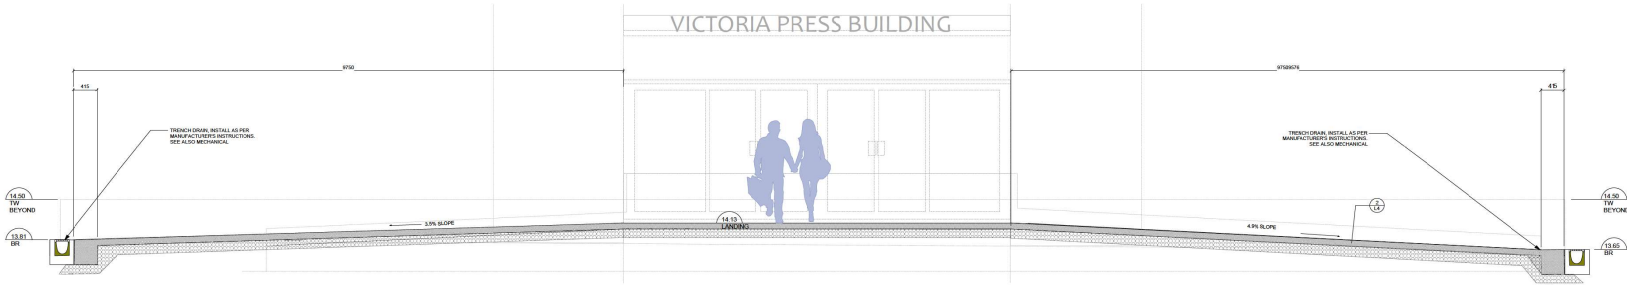 VICTORIA PRESS BUILDING
9750
97509576
415
415
TRENCH DRAIN, INSTALL AS PER
MANUFACTURER'S INSTRUCTIONS.
SEE ALSO MECHANICAL
TRENCH DRAIN, INSTALL AS PER
MANUFACTURER'S INSTRUCTIONS.
SEE ALSO MECHANICAL
14.50
TW
BEYOND
14.50
TW
BEYOND
2
L4
14.13
LANDING
3.5% SLOPE
4.9% SLOPE
13.81
BR
13.65
BR